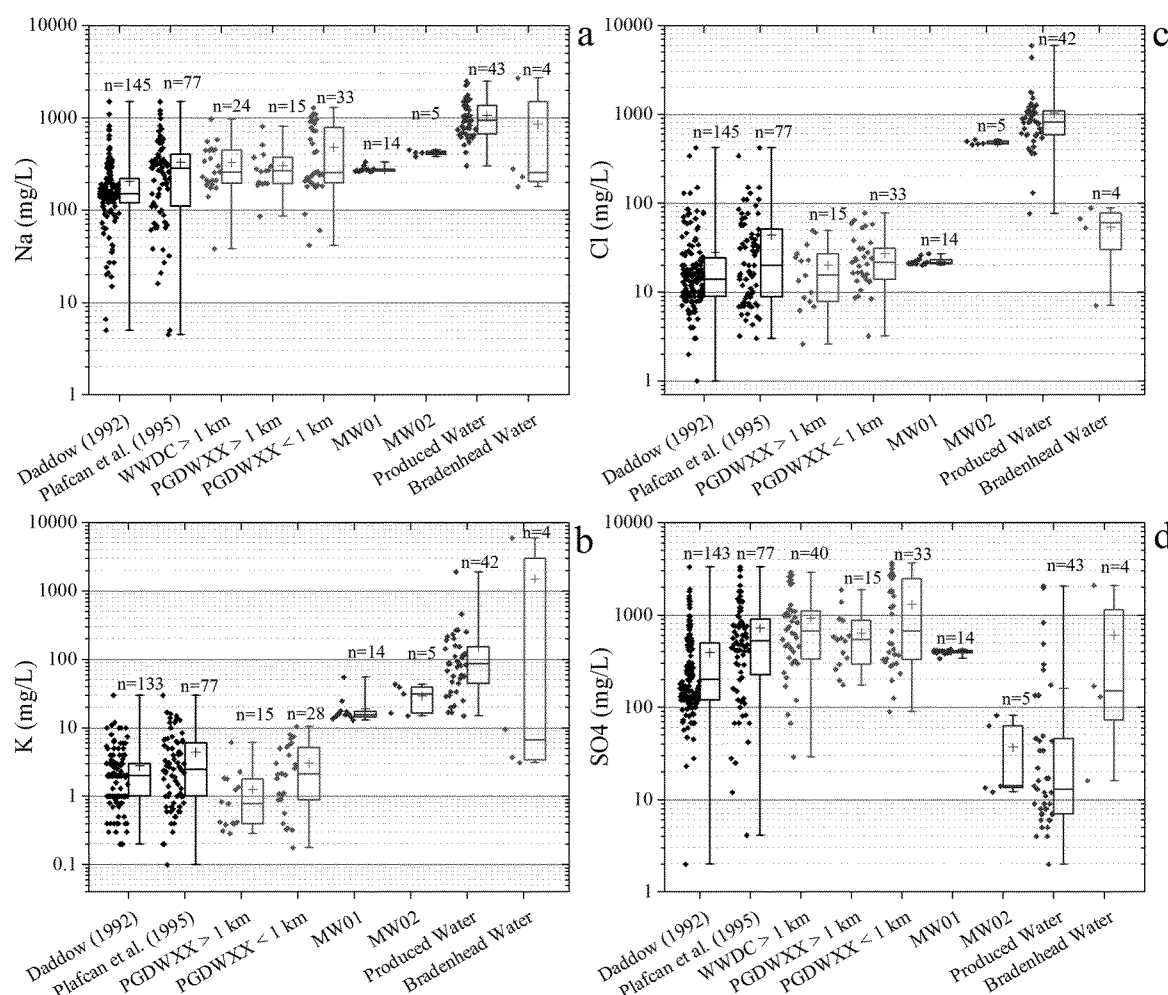 a
Na (mg/L)
10000
1000
100
10
1
n=145
n=77
n=24
n=15
n=33
n=14
n=5
n=43
n=4
Daddow (1992)
Plafcan et al. (1995)
WWDC > 1 km
PGDWXX > 1 km
PGDWXX < 1 km
MW01
MW02
Produced Water
Bradenhead Water
c
Cl (mg/L)
10000
1000
100
10
1
n=145
n=77
n=15
n=33
n=14
n=5
n=42
n=4
Daddow (1992)
Plafcan et al. (1995)
PGDWXX > 1 km
PGDWXX < 1 km
MW01
MW02
Produced Water
Bradenhead Water
b
K (mg/L)
10000
1000
100
10
1
0.1
n=133
n=77
n=15
n=28
n=14
n=5
n=42
n=4
Daddow (1992)
Plafcan et al. (1995)
PGDWXX > 1 km
PGDWXX < 1 km
MW01
MW02
Produced Water
Bradenhead Water
d
SO4 (mg/L)
10000
1000
100
10
1
n=143
n=77
n=40
n=15
n=33
n=14
n=5
n=43
n=4
Daddow (1992)
Plafcan et al. (1995)
WWDC > 1 km
PGDWXX > 1 km
PGDWXX < 1 km
MW01
MW02
Produced Water
Bradenhead Water